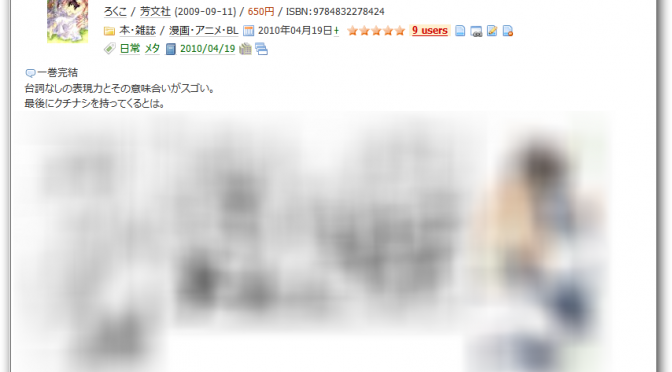 ろくこ / 芳文社 (2009-09-11) / 650円 / ISBN:9784832278424
本・雑誌 / 漫画・アニメ・BL 2010年04月19日+ ★★★★★ 9 users
日常 メタ 2010/04/19
一巻完結
台詞なしの表現力とその意味合いがスゴい。
最後にクチナシを持ってくるとは。